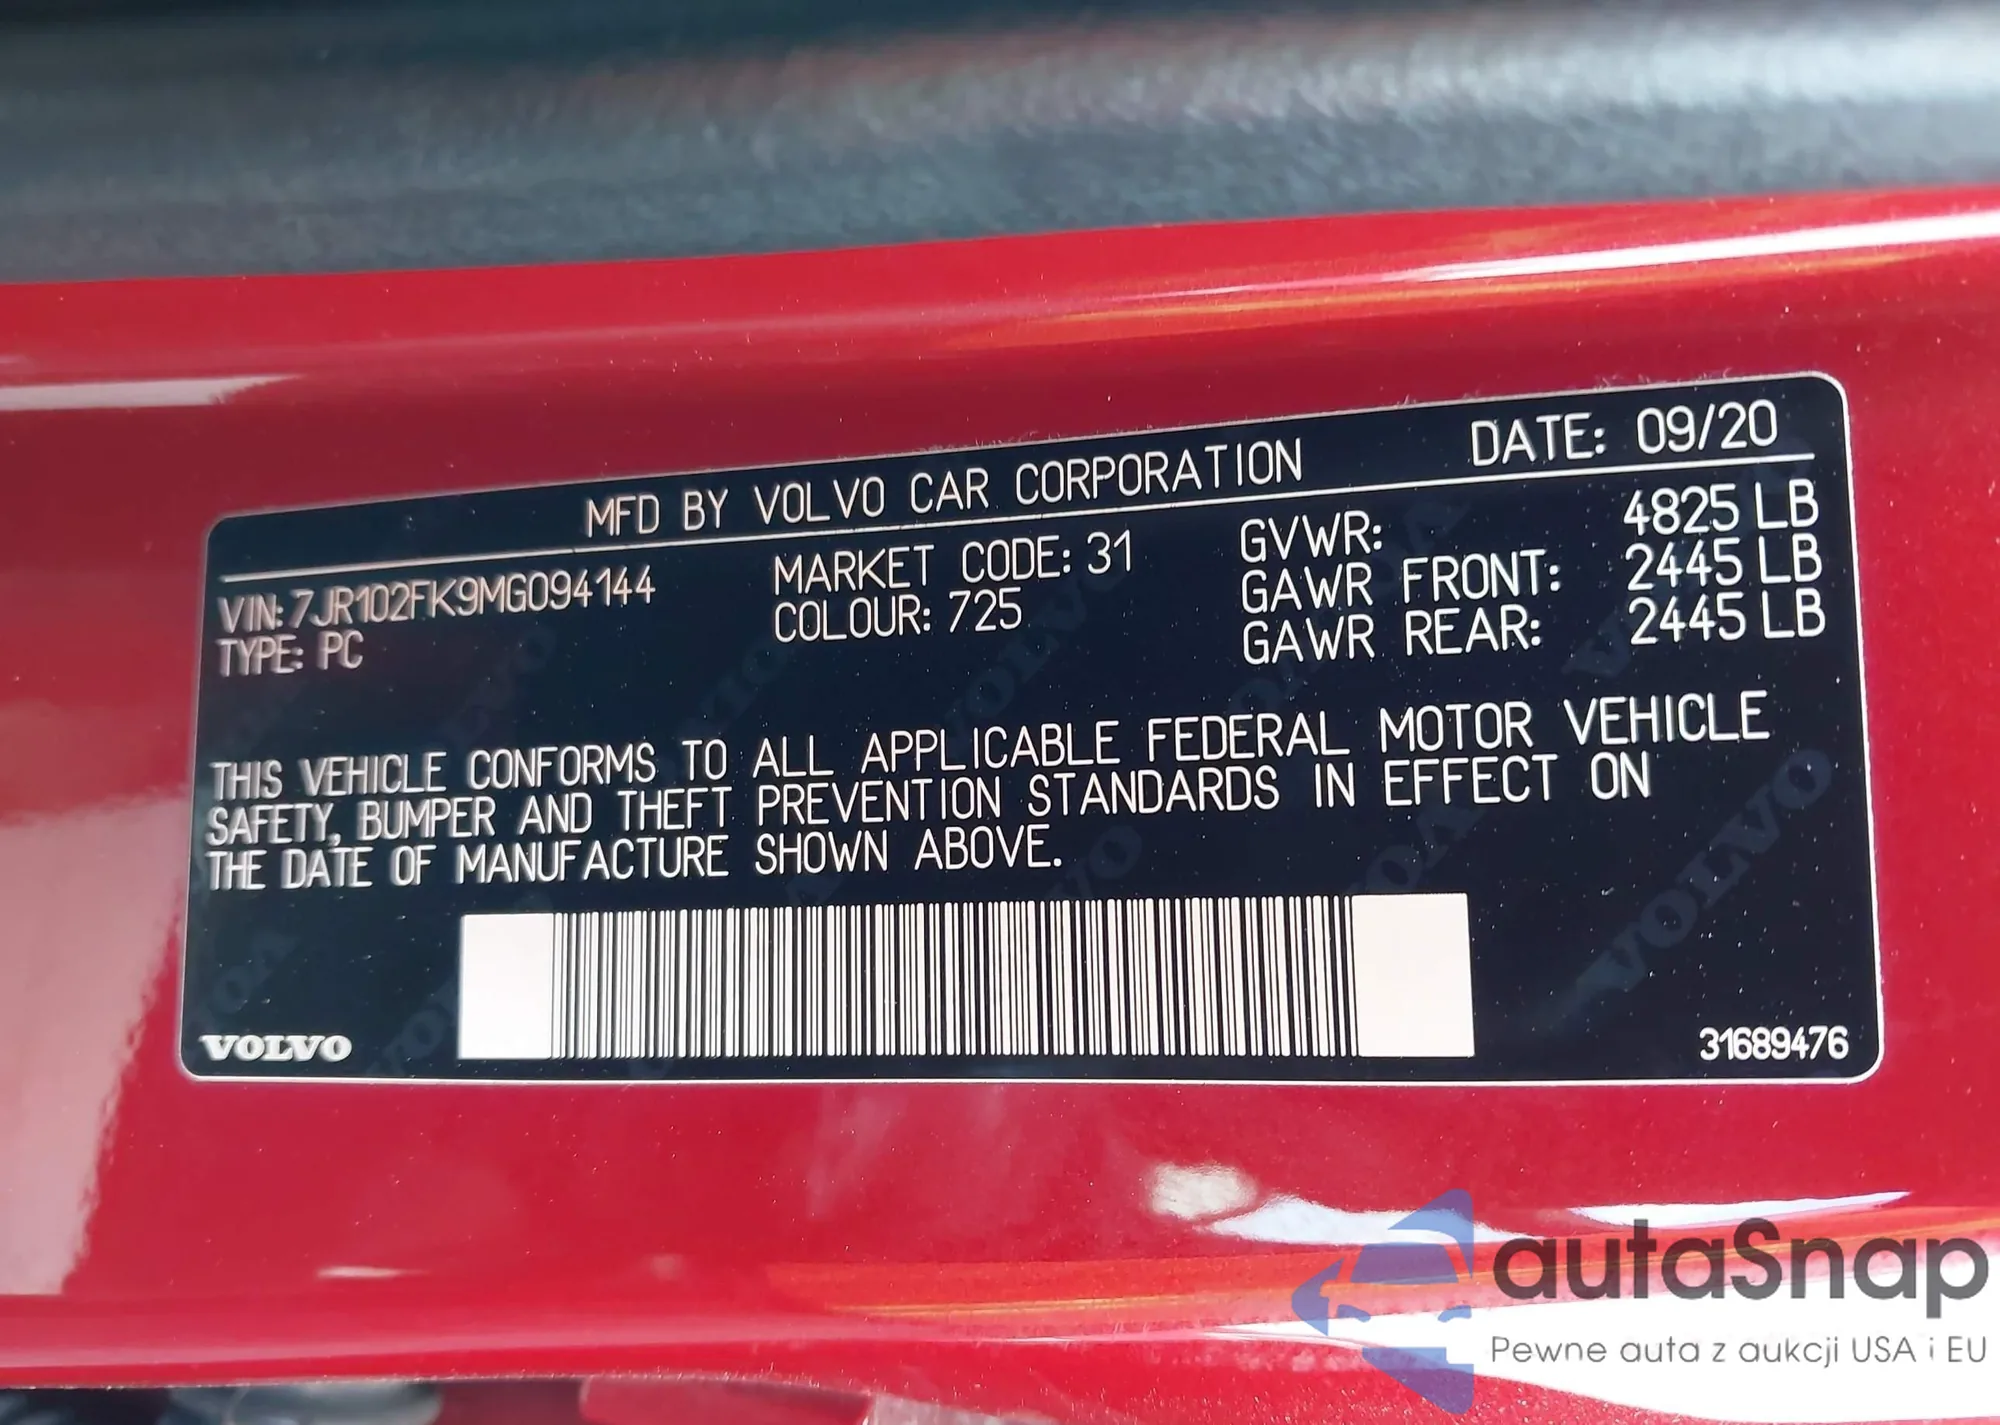 MFD BY VOLVO CAR CORPORATION DATE: 09/20
VIN: 7JR102FK9MG094144 MARKET CODE: 31 GVWR: 4825 LB
TYPE: PC COLOUR: 725 GAWR FRONT: 2445 LB
GAWR REAR: 2445 LB
THIS VEHICLE CONFORMS TO ALL APPLICABLE FEDERAL MOTOR VEHICLE
SAFETY, BUMPER AND THEFT PREVENTION STANDARDS IN EFFECT ON
THE DATE OF MANUFACTURE SHOWN ABOVE.
VOLVO 31689476
autaSnap
Pewne auta z aukcji USA i EU